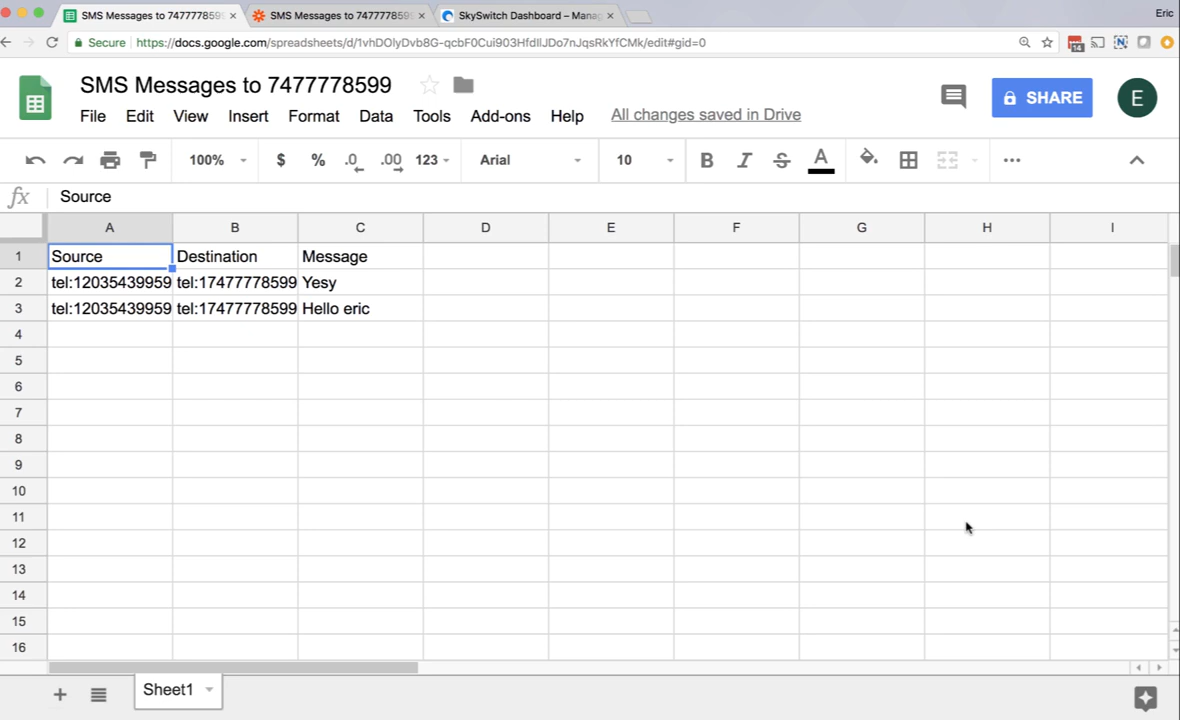 SMS Messages to 7477778599 SMS Messages to 7477778599 SkySwitch Dashboard – Manag Eric
Secure https://docs.google.com/spreadsheets/d/1vhDOlyDvb8G-qcbF0Cui903HfdIlJDo7nJqsRkYfCMk/edit#gid=0 14
SMS Messages to 7477778599 SHARE E
File Edit View Insert Format Data Tools Add-ons Help All changes saved in Drive
100% $ % .0 .00 123 Arial 10 B I S A
fx Source
A B C D E F G H I
1 Source Destination Message
2 tel:12035439959 tel:17477778599 Yesy
3 tel:12035439959 tel:17477778599 Hello eric
4
5
6
7
8
9
10
11
12
13
14
15
16
Sheet1